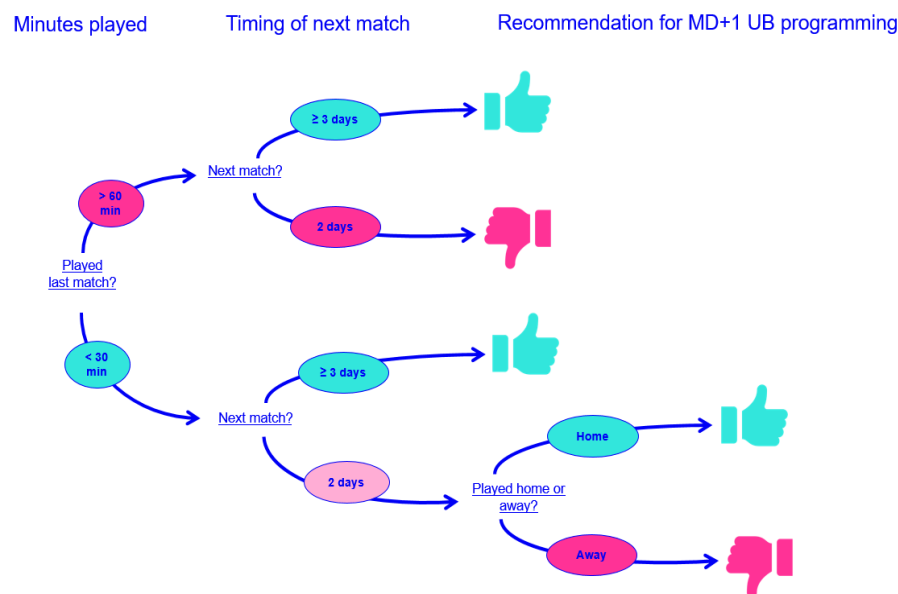 Minutes played
Timing of next match
Recommendation for MD+1 UB programming
≥ 3 days
Next match?
> 60
min
2 days
Played
last match?
< 30
min
≥ 3 days
Next match?
Home
2 days
Played home or
away?
Away